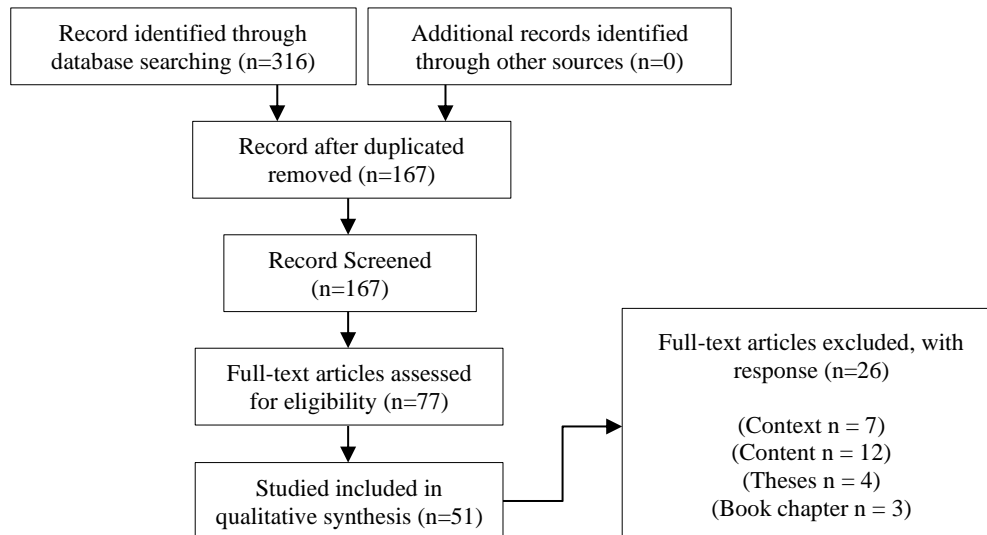 Record identified through
database searching (n=316)
Additional records identified
through other sources (n=0)
Record after duplicated
removed (n=167)
Record Screened
(n=167)
Full-text articles assessed
for eligibility (n=77)
Studied included in
qualitative synthesis (n=51)
Full-text articles excluded, with
response (n=26)
(Context n = 7)
(Content n = 12)
(Theses n = 4)
(Book chapter n = 3)